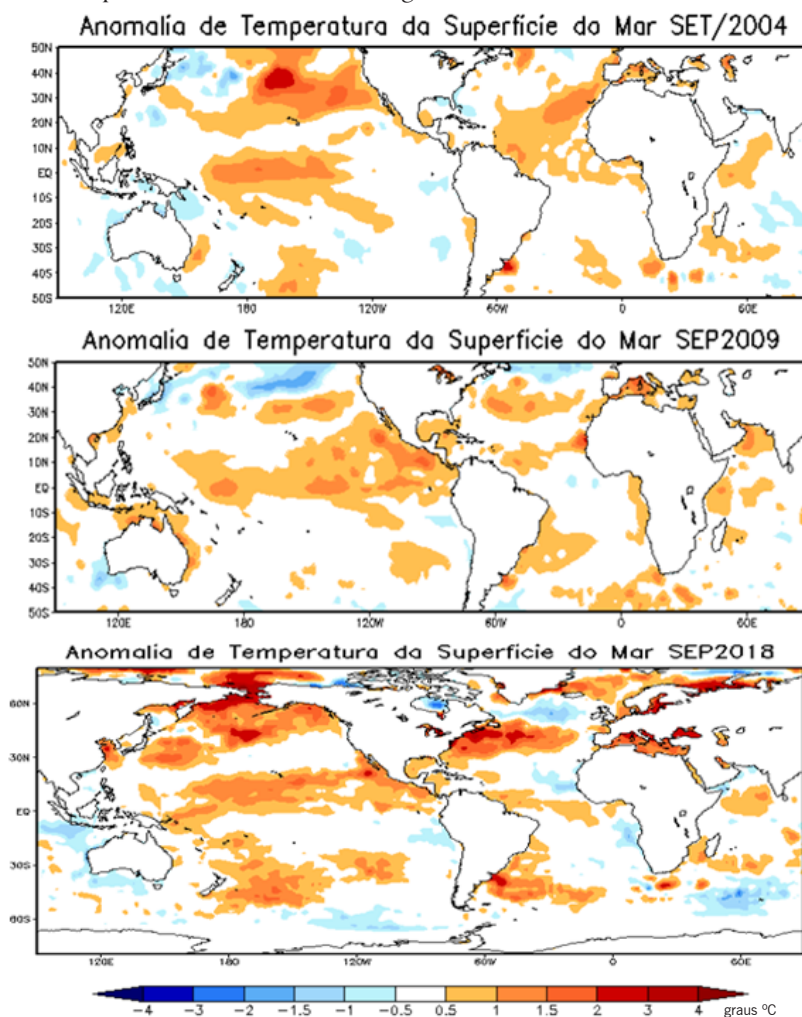 Anomalia de Temperatura da Superfície do Mar SET/2004
50N
40N
30N
20N
10N
EQ
10S
20S
30S
40S
50S
120E 180 120W 60W 0 60E
Anomalia de Temperatura da Superfície do Mar SEP2009
50N
40N
30N
20N
10N
EQ
10S
20S
30S
40S
50S
120E 180 120W 60W 0 60E
Anomalia de Temperatura da Superfície do Mar SEP2018
60N
30N
EQ
30S
60S
120E 180 120W 60W 0 60E
-4 -3 -2 -1.5 -1 -0.5 0.5 1 1.5 2 3 4 graus ºC